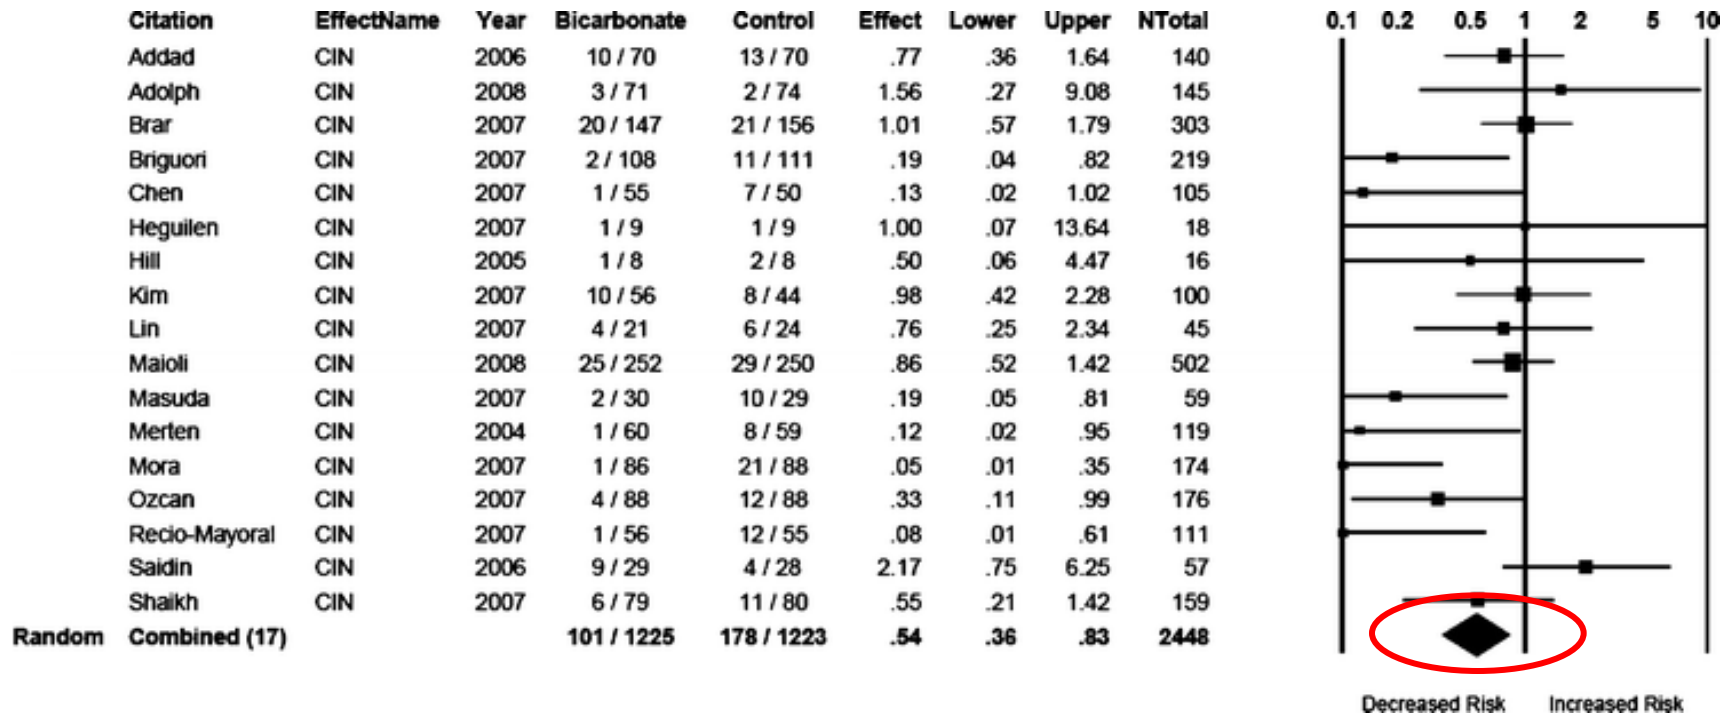 Citation EffectName Year Bicarbonate Control Effect Lower Upper NTotal 0.1 0.2 0.5 1 2 5 10
Addad CIN 2006 10 / 70 13 / 70 .77 .36 1.64 140
Adolph CIN 2008 3 / 71 2 / 74 1.56 .27 9.08 145
Brar CIN 2007 20 / 147 21 / 156 1.01 .57 1.79 303
Briguori CIN 2007 2 / 108 11 / 111 .19 .04 .82 219
Chen CIN 2007 1 / 55 7 / 50 .13 .02 1.02 105
Heguilen CIN 2007 1 / 9 1 / 9 1.00 .07 13.64 18
Hill CIN 2005 1 / 8 2 / 8 .50 .06 4.47 16
Kim CIN 2007 10 / 56 8 / 44 .98 .42 2.28 100
Lin CIN 2007 4 / 21 6 / 24 .76 .25 2.34 45
Maioli CIN 2008 25 / 252 29 / 250 .86 .52 1.42 502
Masuda CIN 2007 2 / 30 10 / 29 .19 .05 .81 59
Merten CIN 2004 1 / 60 8 / 59 .12 .02 .95 119
Mora CIN 2007 1 / 86 21 / 88 .05 .01 .35 174
Ozcan CIN 2007 4 / 88 12 / 88 .33 .11 .99 176
Recio-Mayoral CIN 2007 1 / 56 12 / 55 .08 .01 .61 111
Saidin CIN 2006 9 / 29 4 / 28 2.17 .75 6.25 57
Shaikh CIN 2007 6 / 79 11 / 80 .55 .21 1.42 159
Random Combined (17) 101 / 1225 178 / 1223 .54 .36 .83 2448
Decreased Risk Increased Risk